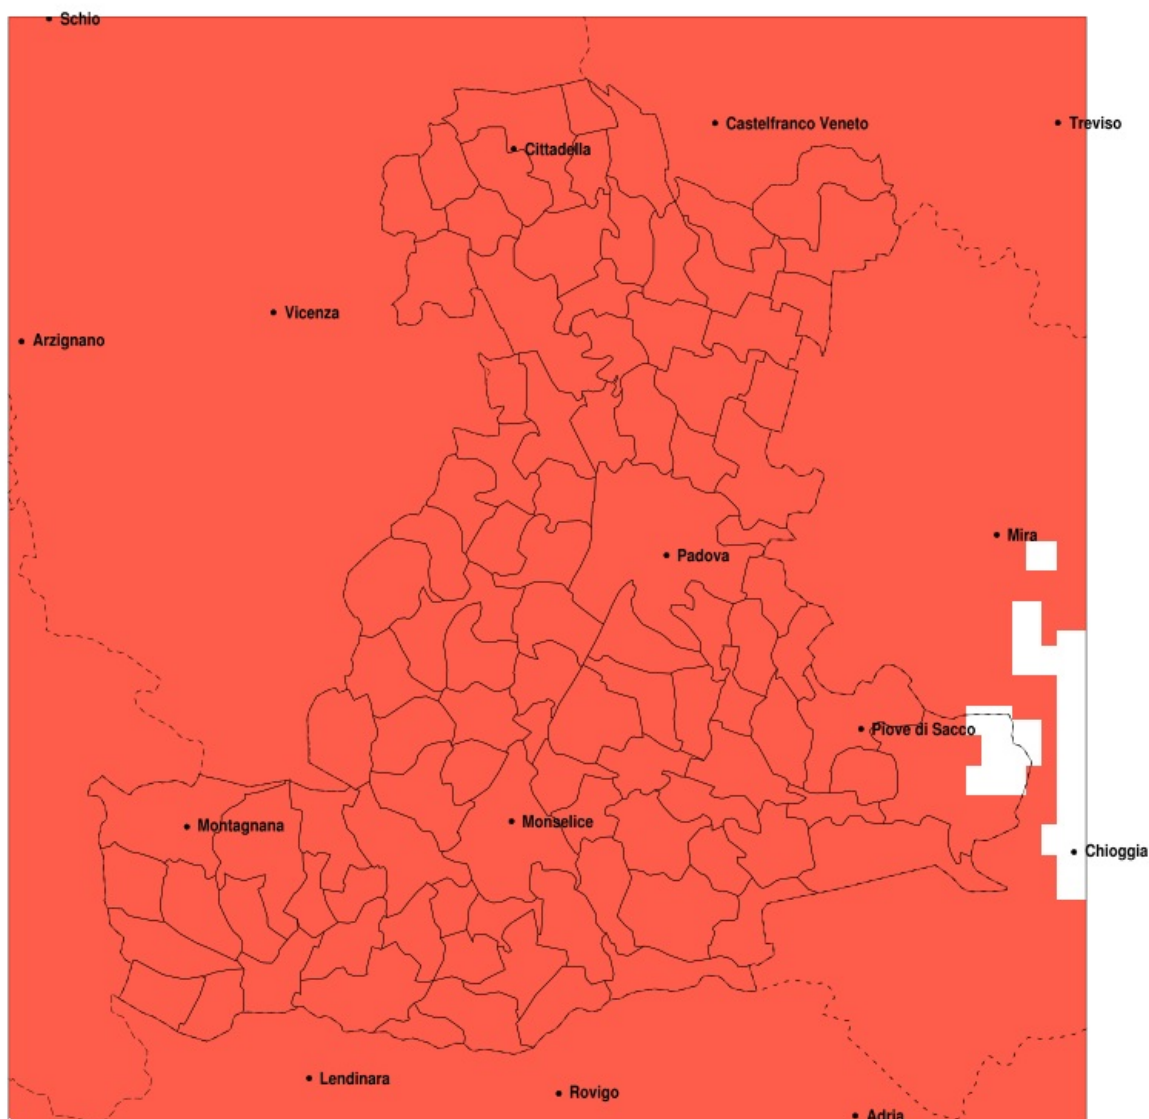 Schio
Castelfranco Veneto
Treviso
Cittadella
Vicenza
Arzignano
Mira
Padova
Piove di Sacco
Montagnana
Monselice
Chioggia
Lendinara
Rovigo
Adria